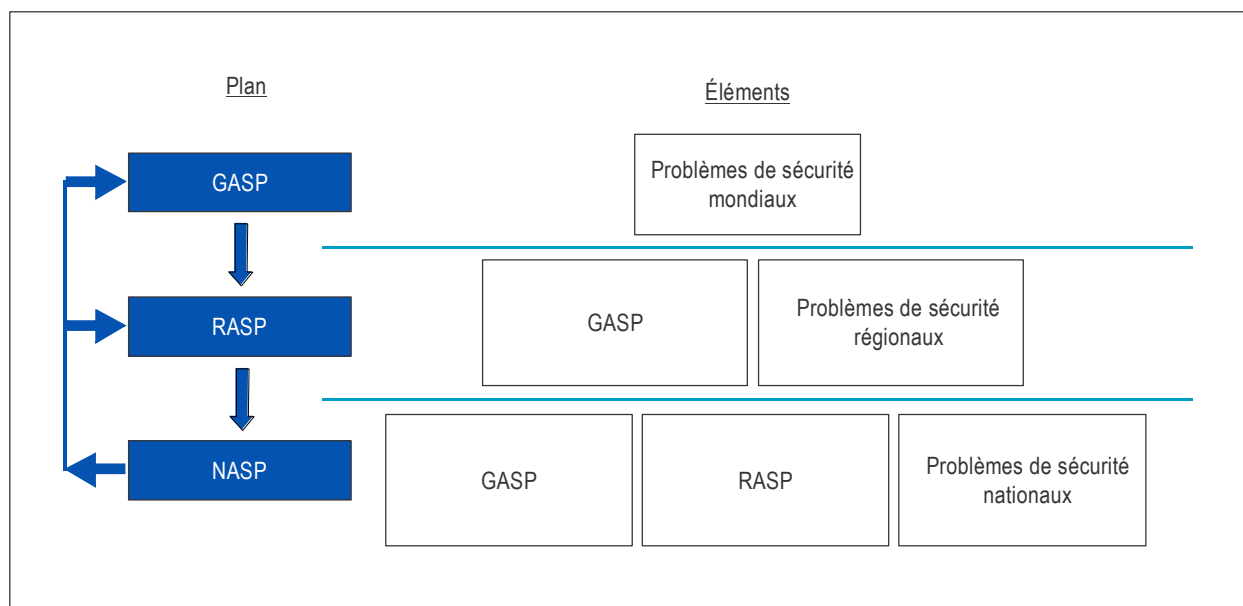 Plan
Éléments
GASP
Problèmes de sécurité
mondiaux
RASP
GASP
Problèmes de sécurité
régionaux
NASP
GASP
RASP
Problèmes de sécurité
nationaux